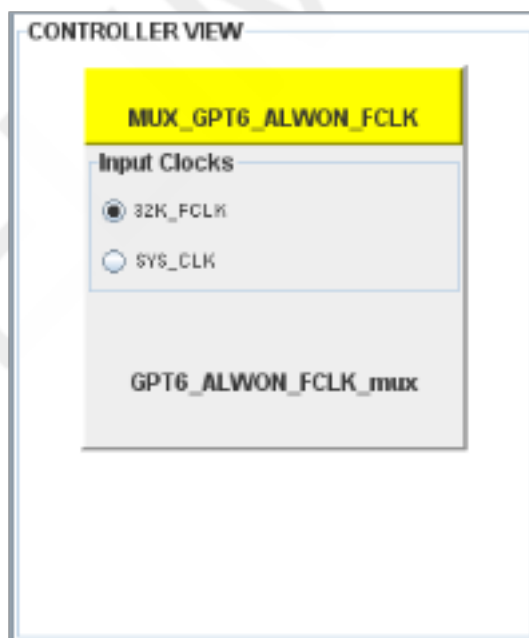 CONTROLLER VIEW
MUX_GPT6_ALWON_FCLK
Input Clocks
32K_FCLK
SYS_CLK
GPT6_ALWON_FCLK_mux